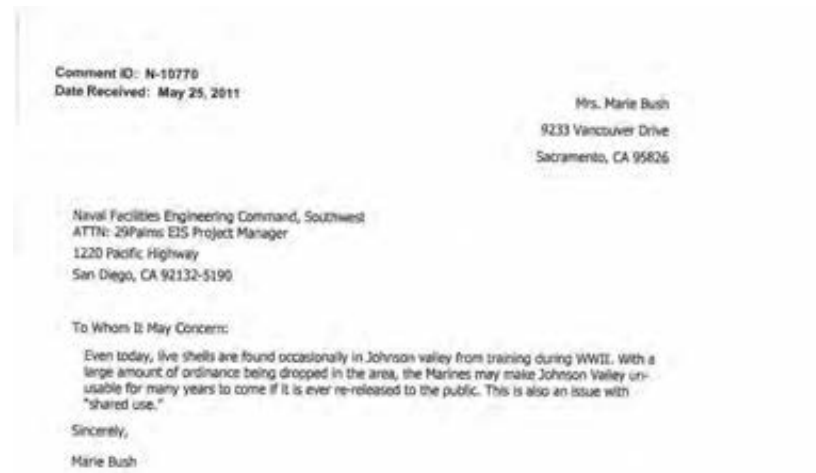 Comment ID: N-10770
Date Received: May 25, 2011
Mrs. Marie Bush
9233 Vancouver Drive
Sacramento, CA 95826
Naval Facilities Engineering Command, Southwest
ATTN: 29Palms EIS Project Manager
1220 Pacific Highway
San Diego, CA 92132-5190
To Whom It May Concern:
Even today, live shells are found occasionally in Johnson valley from training during WWII. With a
large amount of ordinance being dropped in the area, the Marines may make Johnson Valley un-
usable for many years to come if it is ever re-released to the public. This is also an issue with
"shared use."
Sincerely,
Marie Bush